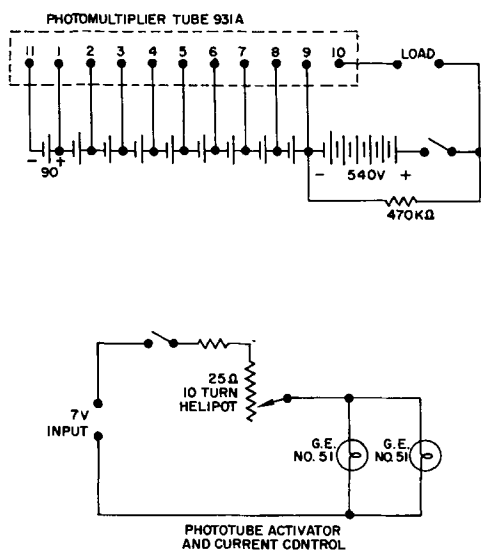 PHOTOMULTIPLIER TUBE 931A
11 1 2 3 4 5 6 7 8 9 10 LOAD
- +
90
- 540V +
470KΩ
25Ω
10 TURN
HELIPOT
7V
INPUT
G.E.
NO.51
G.E.
NO.51
PHOTOTUBE ACTIVATOR
AND CURRENT CONTROL